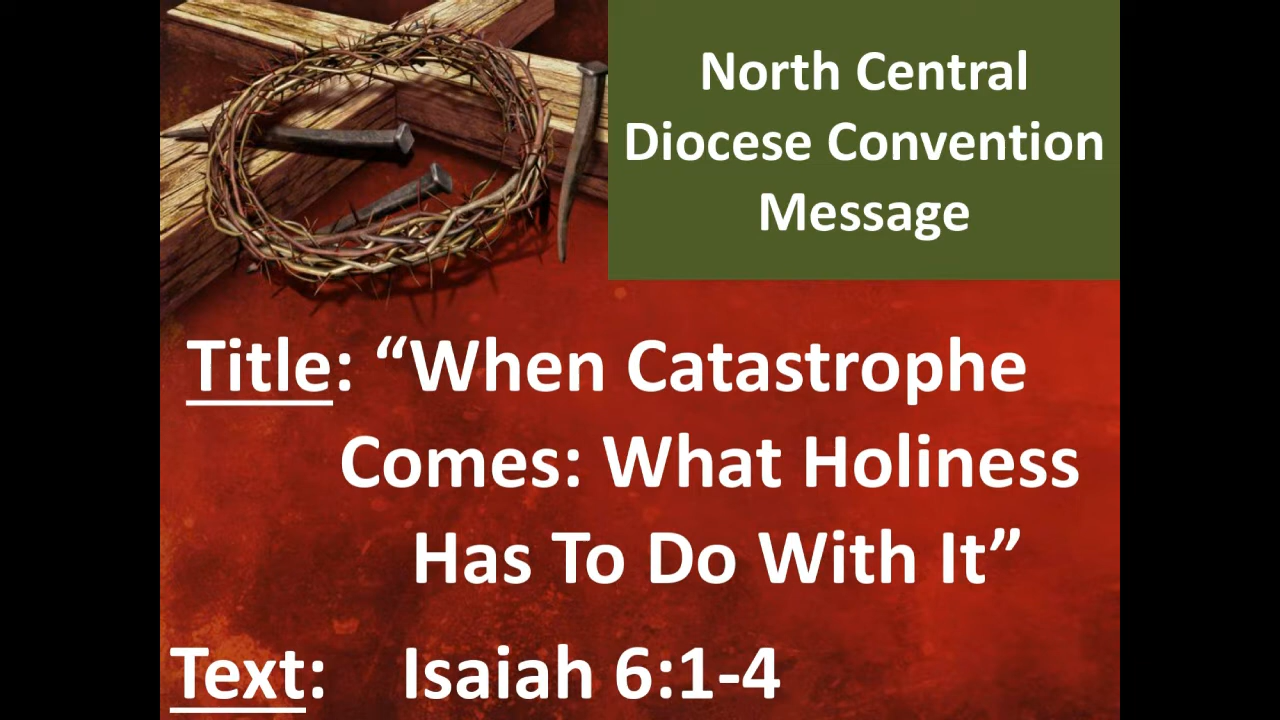 North Central
Diocese Convention
Message
Title: “When Catastrophe
Comes: What Holiness
Has To Do With It”
Text: Isaiah 6:1-4